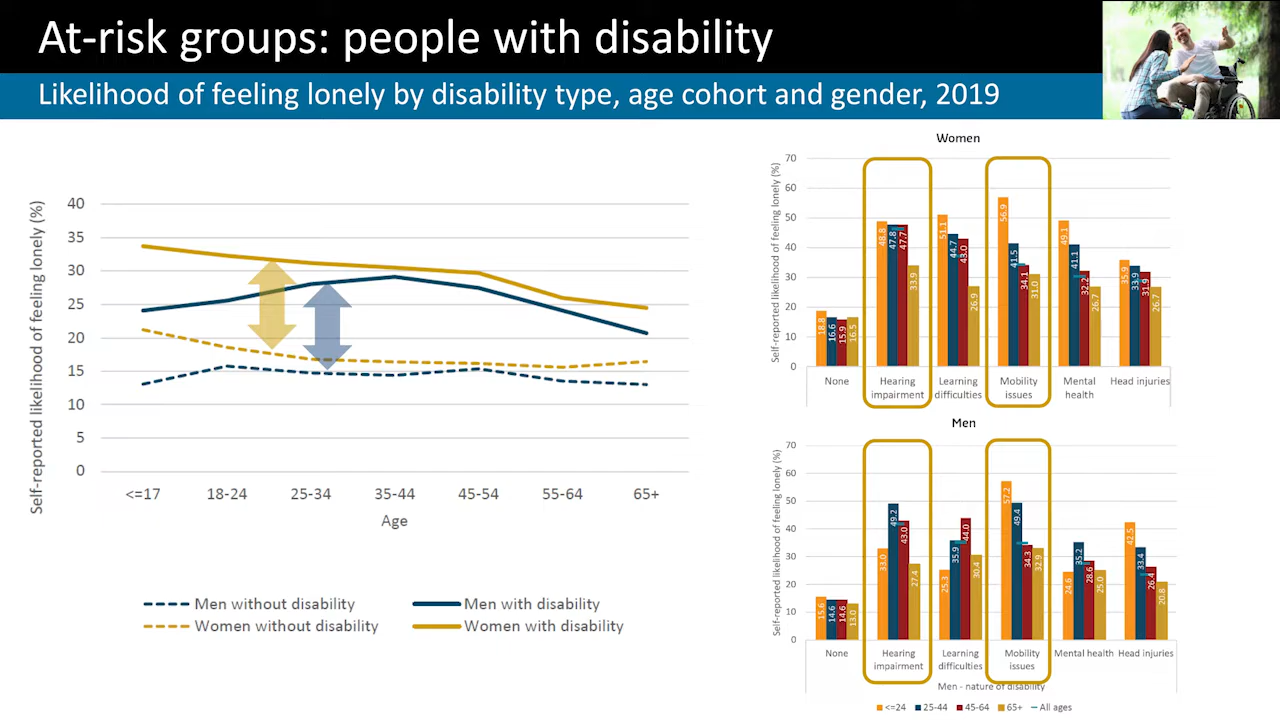 At-risk groups: people with disability
Likelihood of feeling lonely by disability type, age cohort and gender, 2019
Self-reported likelihood of feeling lonely (%)
40
35
30
25
20
15
10
5
0
<=17 18-24 25-34 35-44 45-54 55-64 65+
Age
Men without disability Men with disability
Women without disability Women with disability
Women
Self-reported likelihood of feeling lonely (%)
70
60
50
40
30
20
10
0
18.8 16.6 15.9 16.5
48.8 47.8 47.7 33.9
51.1 44.7 43.0 26.9
56.9 41.5 34.1 31.0
49.1 41.1 32.2 26.7
35.9 33.9 31.9 26.7
None Hearing impairment Learning difficulties Mobility issues Mental health Head injuries
Men
Self-reported likelihood of feeling lonely (%)
70
60
50
40
30
20
10
0
15.6 14.6 14.6 13.0
33.0 49.2 43.0 27.4
25.3 35.9 44.0 30.4
57.2 49.4 34.3 32.9
24.6 35.2 28.6 25.0
42.5 33.4 26.4 20.8
None Hearing impairment Learning difficulties Mobility issues Mental health Head injuries
Men - nature of disability
<=24 25-44 45-64 65+ All ages